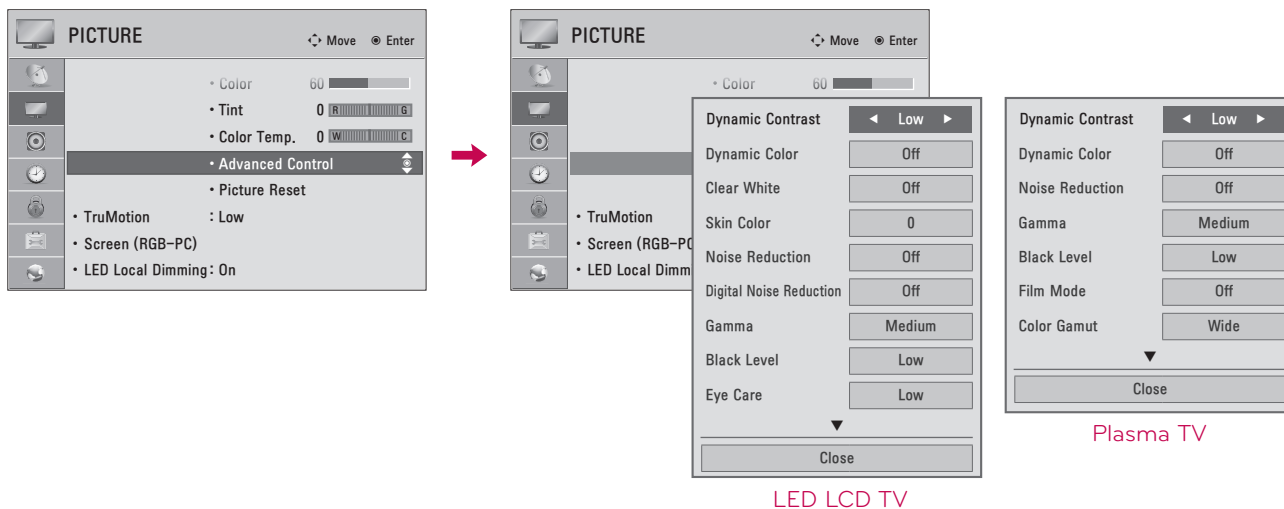 PICTURE Move Enter
• Color 60
• Tint 0 R G
• Color Temp. 0 W C
• Advanced Control
• Picture Reset
• TruMotion : Low
• Screen (RGB-PC)
• LED Local Dimming : On
PICTURE Move Enter
• Color 60
• TruMotion
• Screen (RGB-PC
• LED Local Dimm
Dynamic Contrast ◀ Low ▶
Dynamic Color Off
Clear White Off
Skin Color 0
Noise Reduction Off
Digital Noise Reduction Off
Gamma Medium
Black Level Low
Eye Care Low
▼
Close
LED LCD TV
Dynamic Contrast ◀ Low ▶
Dynamic Color Off
Noise Reduction Off
Gamma Medium
Black Level Low
Film Mode Off
Color Gamut Wide
▼
Close
Plasma TV